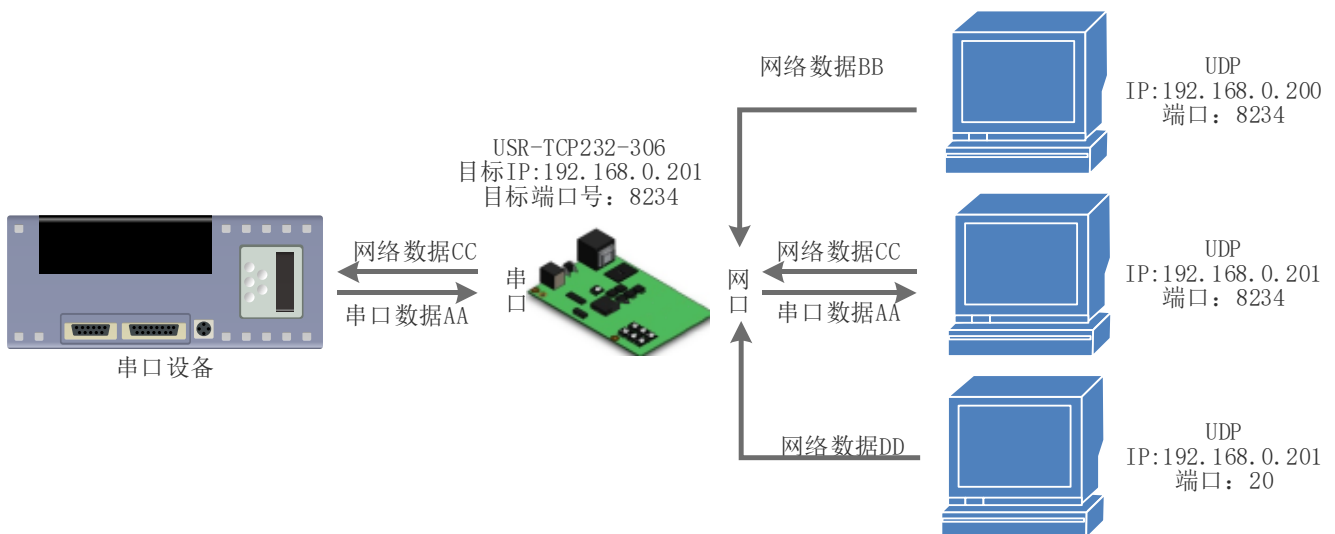 网络数据BB
UDP
IP:192.168.0.200
端口：8234
USR-TCP232-306
目标IP:192.168.0.201
目标端口号：8234
网络数据CC
串口数据AA
串口
网口
网络数据CC
串口数据AA
UDP
IP:192.168.0.201
端口：8234
串口设备
网络数据DD
UDP
IP:192.168.0.201
端口：20